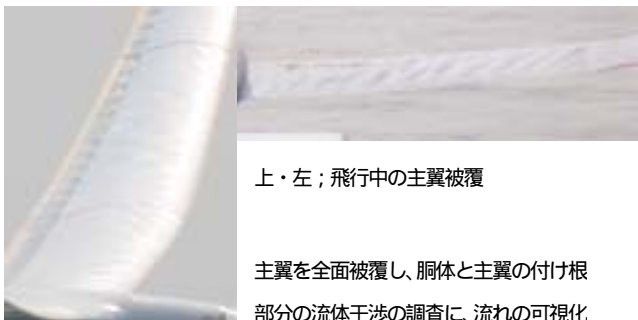 上・左；飛行中の主翼被覆
主翼を全面被覆し、胴体と主翼の付け根
部分の流体干渉の調査に、流れの可視化